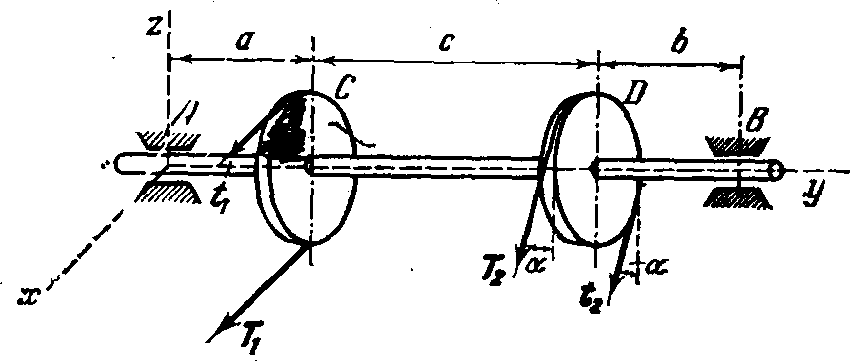 z a c b
A C D B
t₁ y
x T₂ α t₂ α
T₁